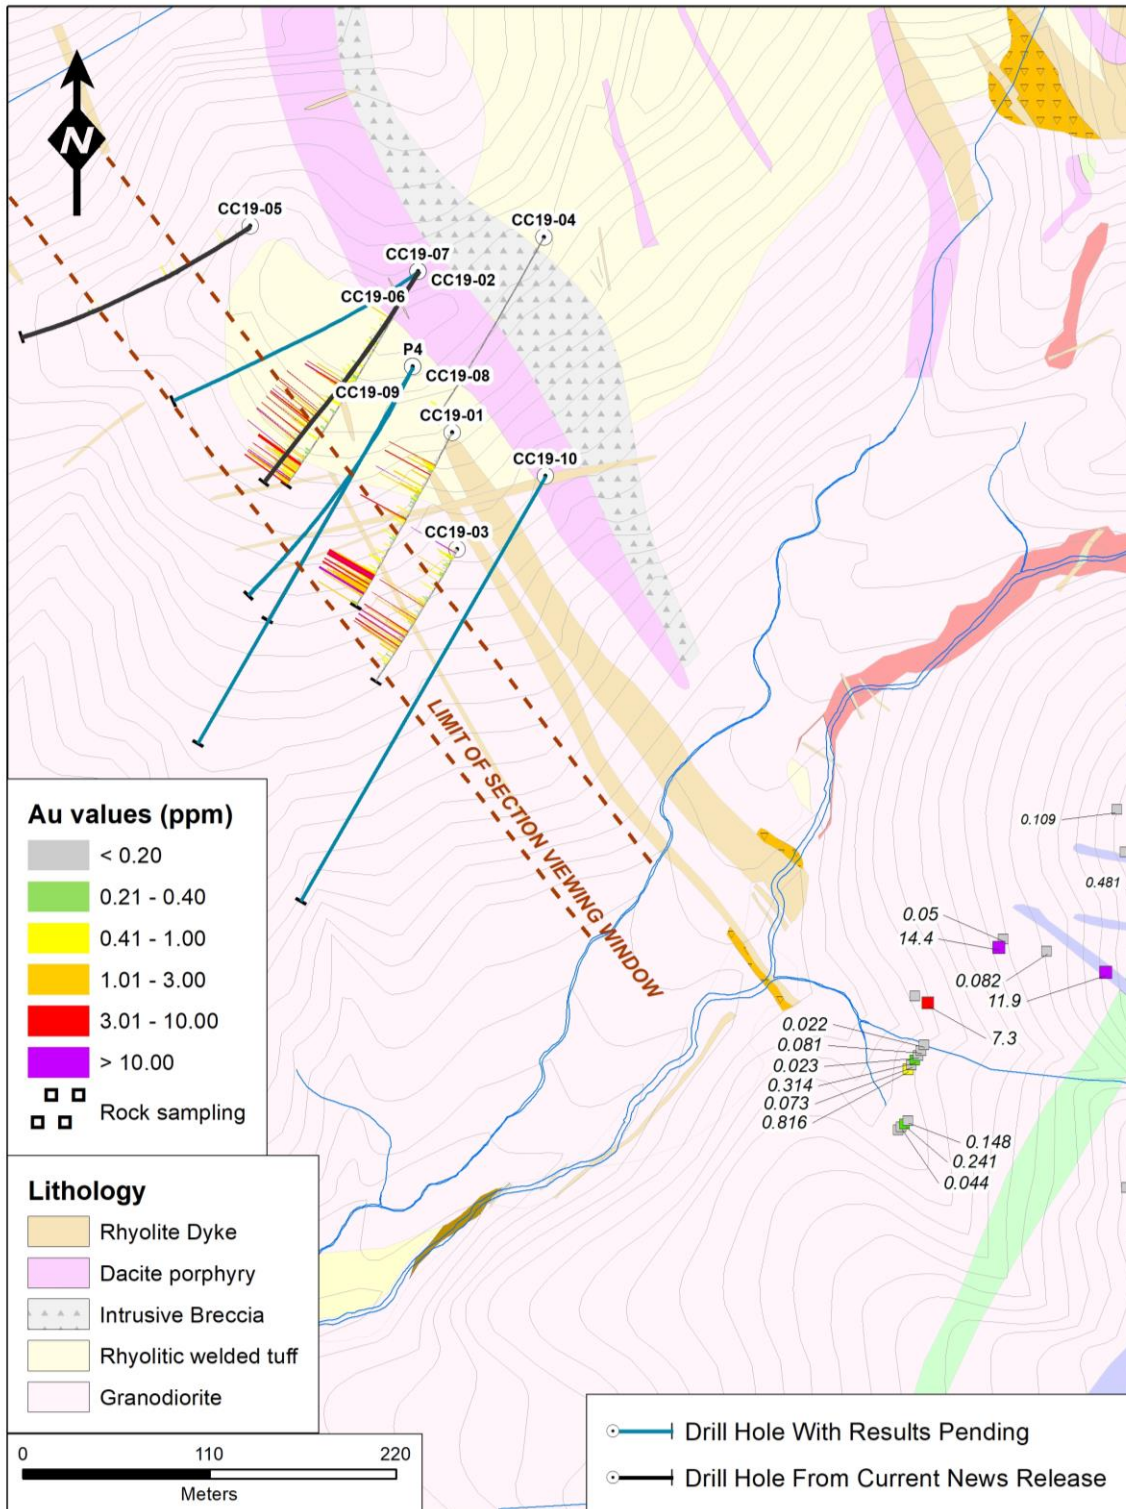 N
CC19-05
CC19-04
CC19-07
CC19-02
CC19-06
P4
CC19-08
CC19-09
CC19-01
CC19-10
CC19-03
LIMIT OF SECTION VIEWING WINDOW
0.109
0.481
0.05
14.4
0.082
11.9
7.3
0.022
0.081
0.023
0.314
0.073
0.816
0.148
0.241
0.044
Au values (ppm)
< 0.20
0.21 - 0.40
0.41 - 1.00
1.01 - 3.00
3.01 - 10.00
> 10.00
Rock sampling
Lithology
Rhyolite Dyke
Dacite porphyry
Intrusive Breccia
Rhyolitic welded tuff
Granodiorite
0 110 220
Meters
Drill Hole With Results Pending
Drill Hole From Current News Release